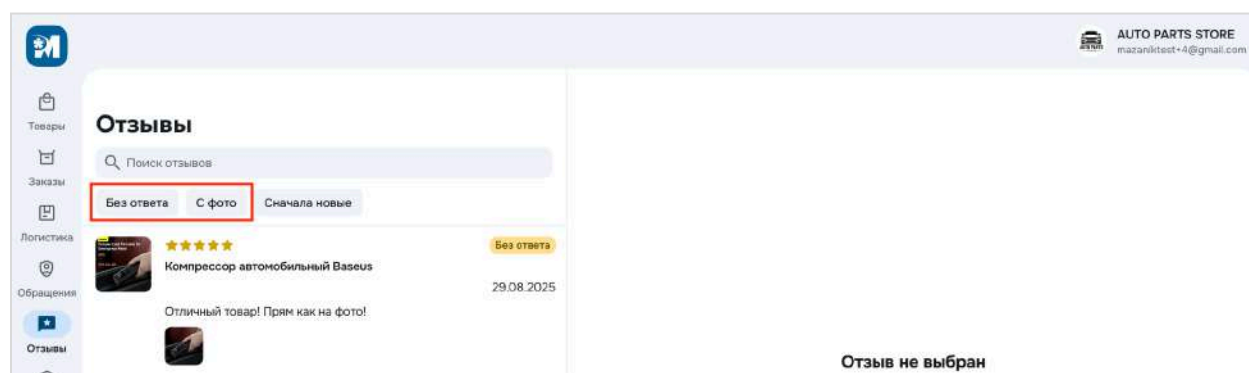 AUTO PARTS STORE
mazaniktest+4@gmail.com
Товары
Заказы
Логистика
Обращения
Отзывы
Отзывы
Поиск отзывов
Без ответа С фото Сначала новые
Без ответа
Компрессор автомобильный Baseus
29.08.2025
Отличный товар! Прям как на фото!
Отзыв не выбран